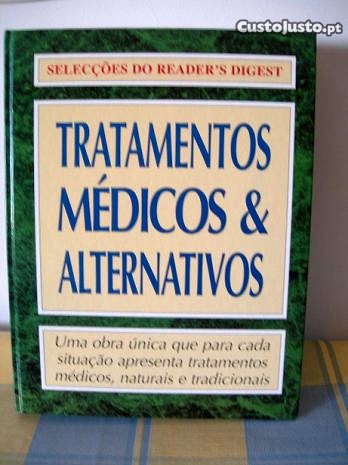 CustoJusto.pt
SELECÇÕES DO READER'S DIGEST
TRATAMENTOS
MÉDICOS &
ALTERNATIVOS
Uma obra única que para cada
situação apresenta tratamentos
médicos, naturais e tradicionais